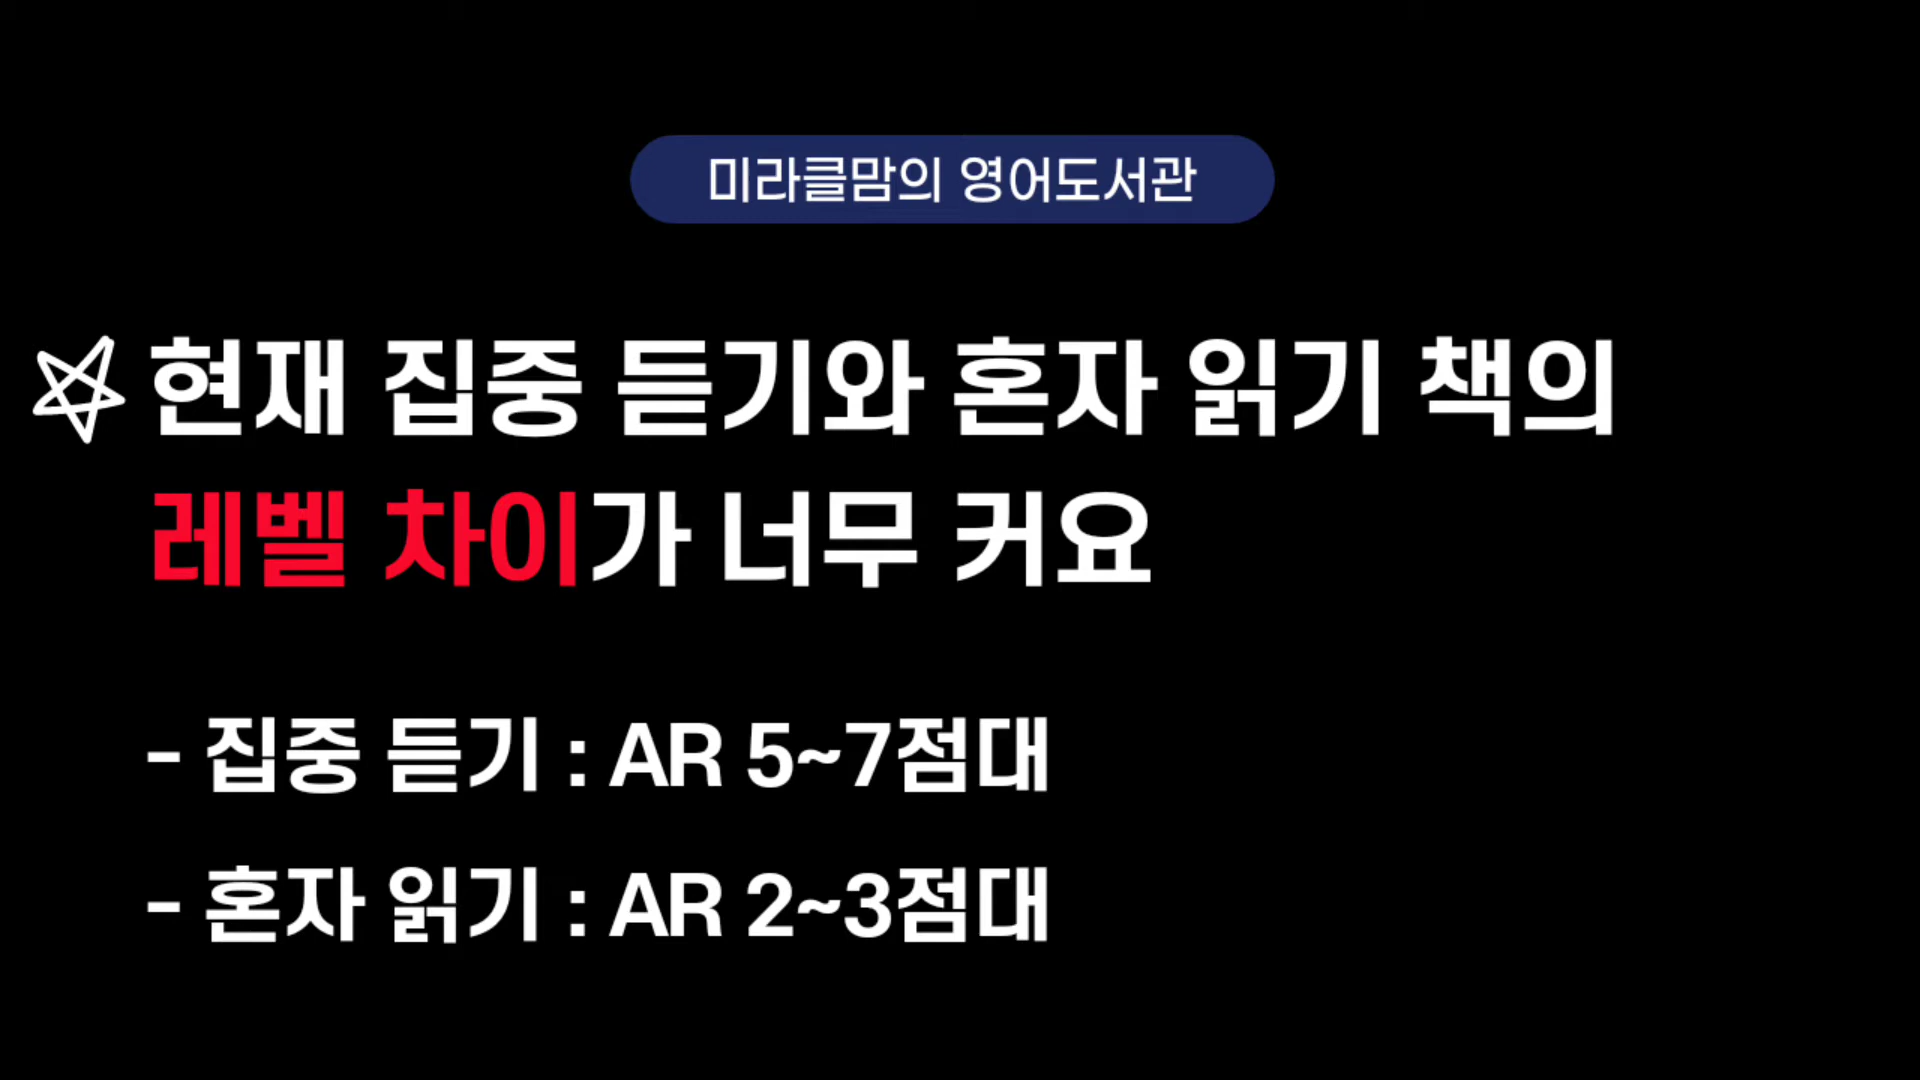 미라클맘의 영어도서관
현재 집중 듣기와 혼자 읽기 책의
레벨 차이가 너무 커요
- 집중 듣기 : AR 5~7점대
- 혼자 읽기 : AR 2~3점대